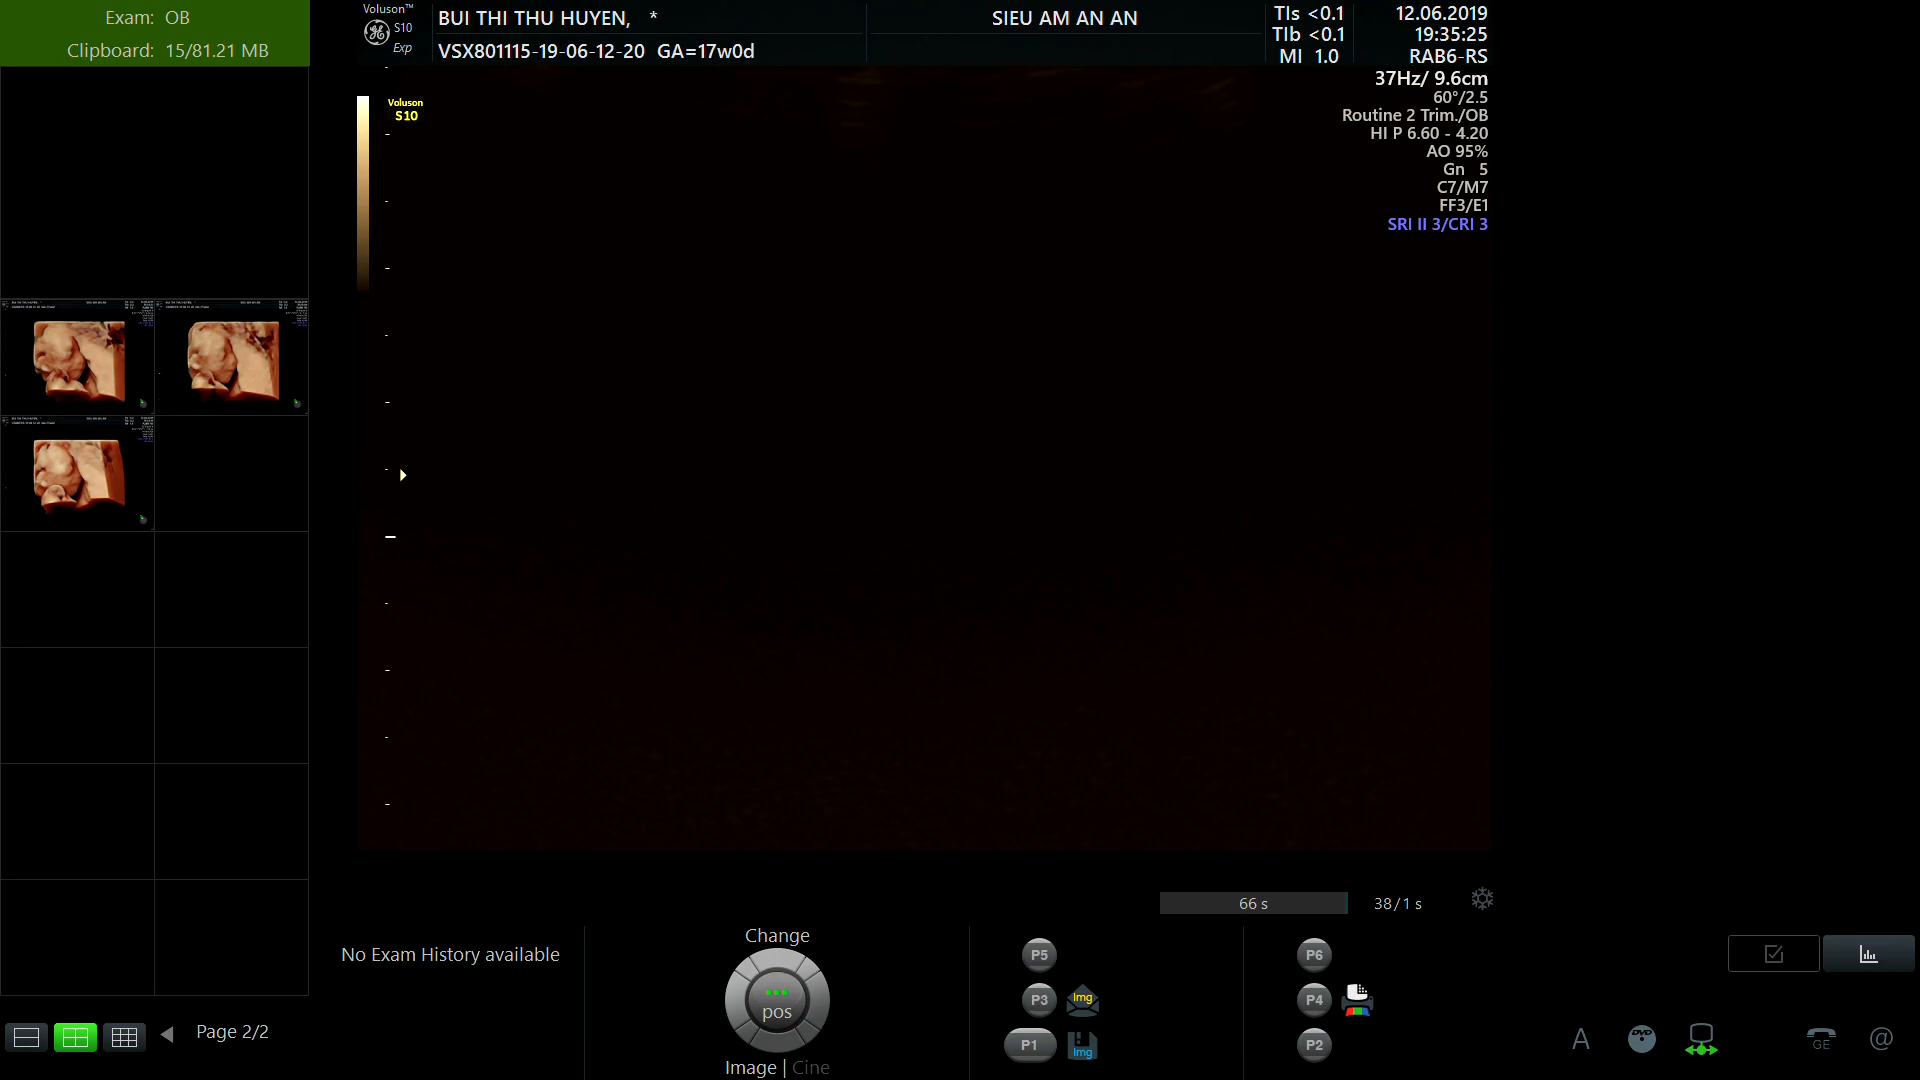 Exam: OB
Clipboard: 15/81.21 MB
Voluson™
S10
Exp
BUI THI THU HUYEN, *
VSX801115-19-06-12-20 GA=17w0d
SIEU AM AN AN
TIs <0.1
TIb <0.1
MI 1.0
12.06.2019
19:35:25
RAB6-RS
37Hz/ 9.6cm
60°/2.5
Routine 2 Trim./OB
HI P 6.60 - 4.20
AO 95%
Gn 5
C7/M7
FF3/E1
SRI II 3/CRI 3
Voluson
S10
66 s
38/1 s
No Exam History available
Change
pos
Image | Cine
P5
P3
Img
P1
Img
P6
P4
P2
Page 2/2
A
DVD
GE
@